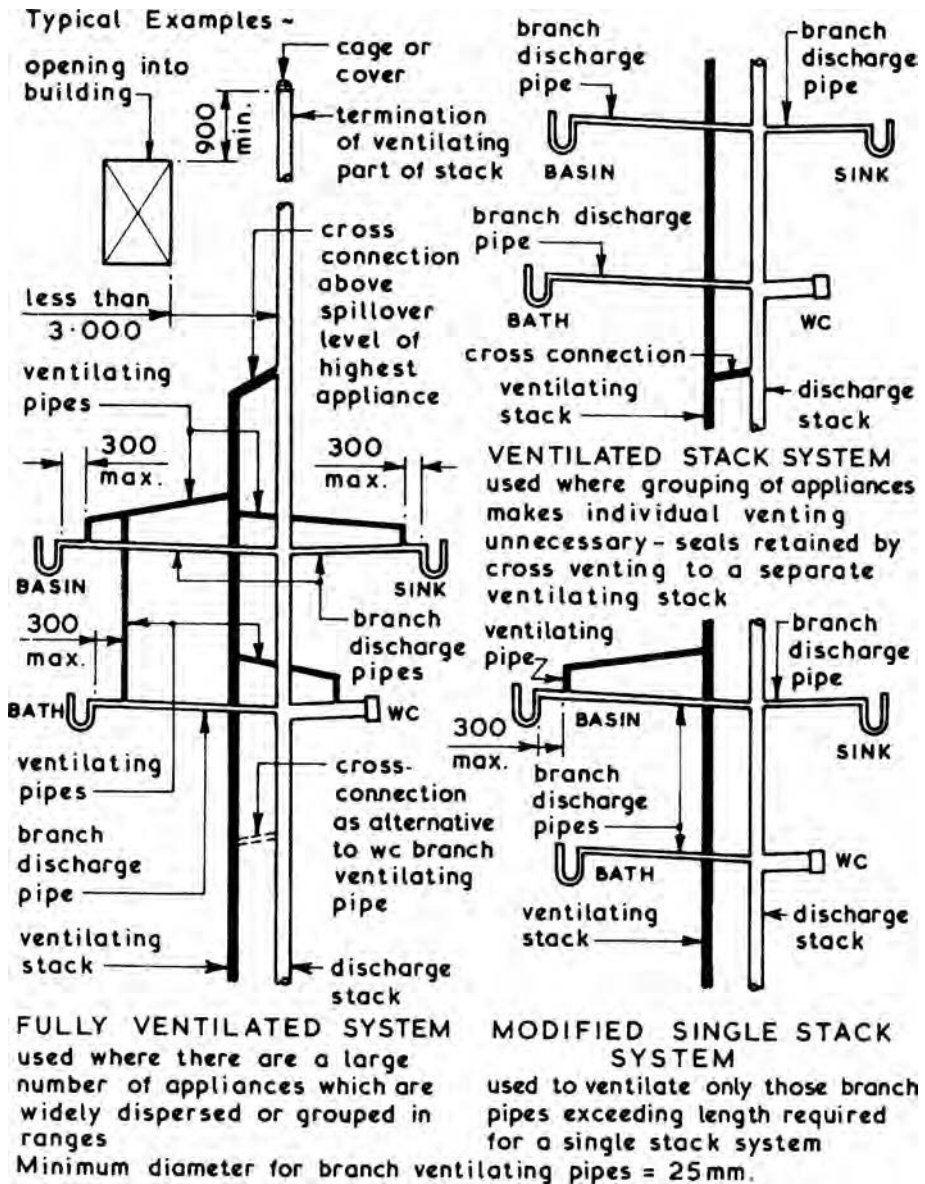 Typical Examples ~
opening into
building
900
min.
cage or
cover
termination
of ventilating
part of stack
less than
3·000
cross
connection
above
spillover
level of
highest
appliance
ventilating
pipes
300
max.
300
max.
BASIN
SINK
300
max.
branch
discharge
pipes
BATH
WC
ventilating
pipes
cross-
connection
as alternative
to wc branch
ventilating
pipe
branch
discharge
pipe
ventilating
stack
discharge
stack
FULLY VENTILATED SYSTEM
used where there are a large
number of appliances which are
widely dispersed or grouped in
ranges
branch
discharge
pipe
branch
discharge
pipe
BASIN
SINK
branch discharge
pipe
BATH
WC
cross connection
ventilating
stack
discharge
stack
VENTILATED STACK SYSTEM
used where grouping of appliances
makes individual venting
unnecessary – seals retained by
cross venting to a separate
ventilating stack
ventilating
pipe
branch
discharge
pipe
BASIN
SINK
300
max.
branch
discharge
pipes
BATH
WC
ventilating
stack
discharge
stack
MODIFIED SINGLE STACK
SYSTEM
used to ventilate only those branch
pipes exceeding length required
for a single stack system
Minimum diameter for branch ventilating pipes = 25mm.